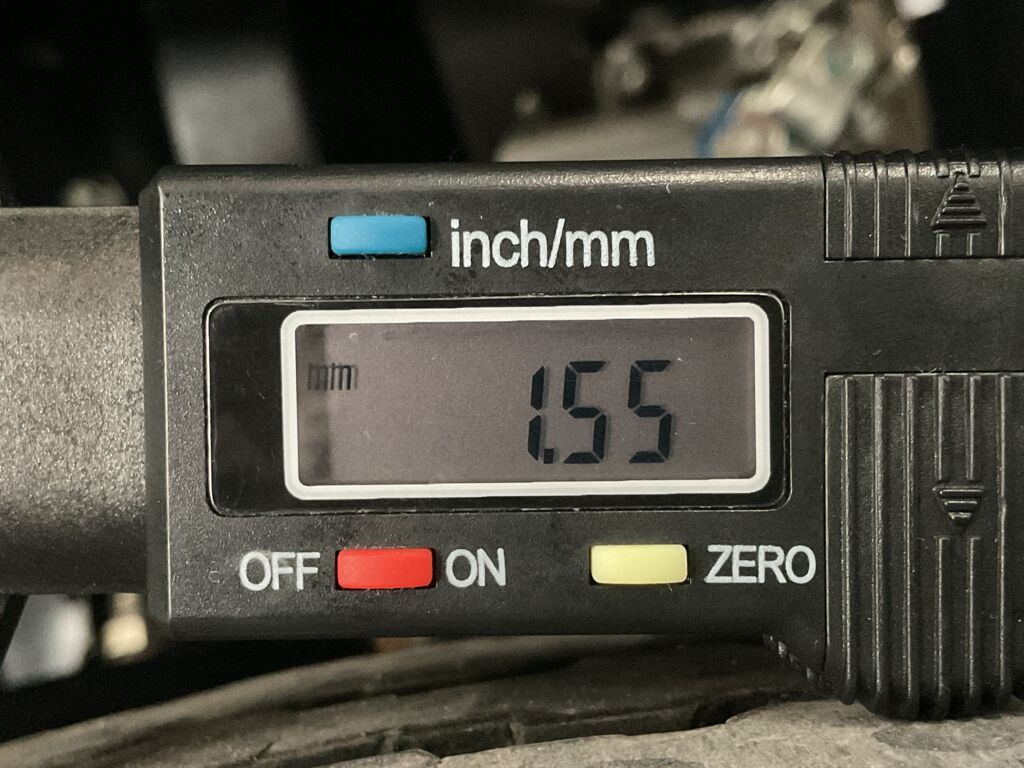 inch/mm
mm 1.55
OFF ON ZERO